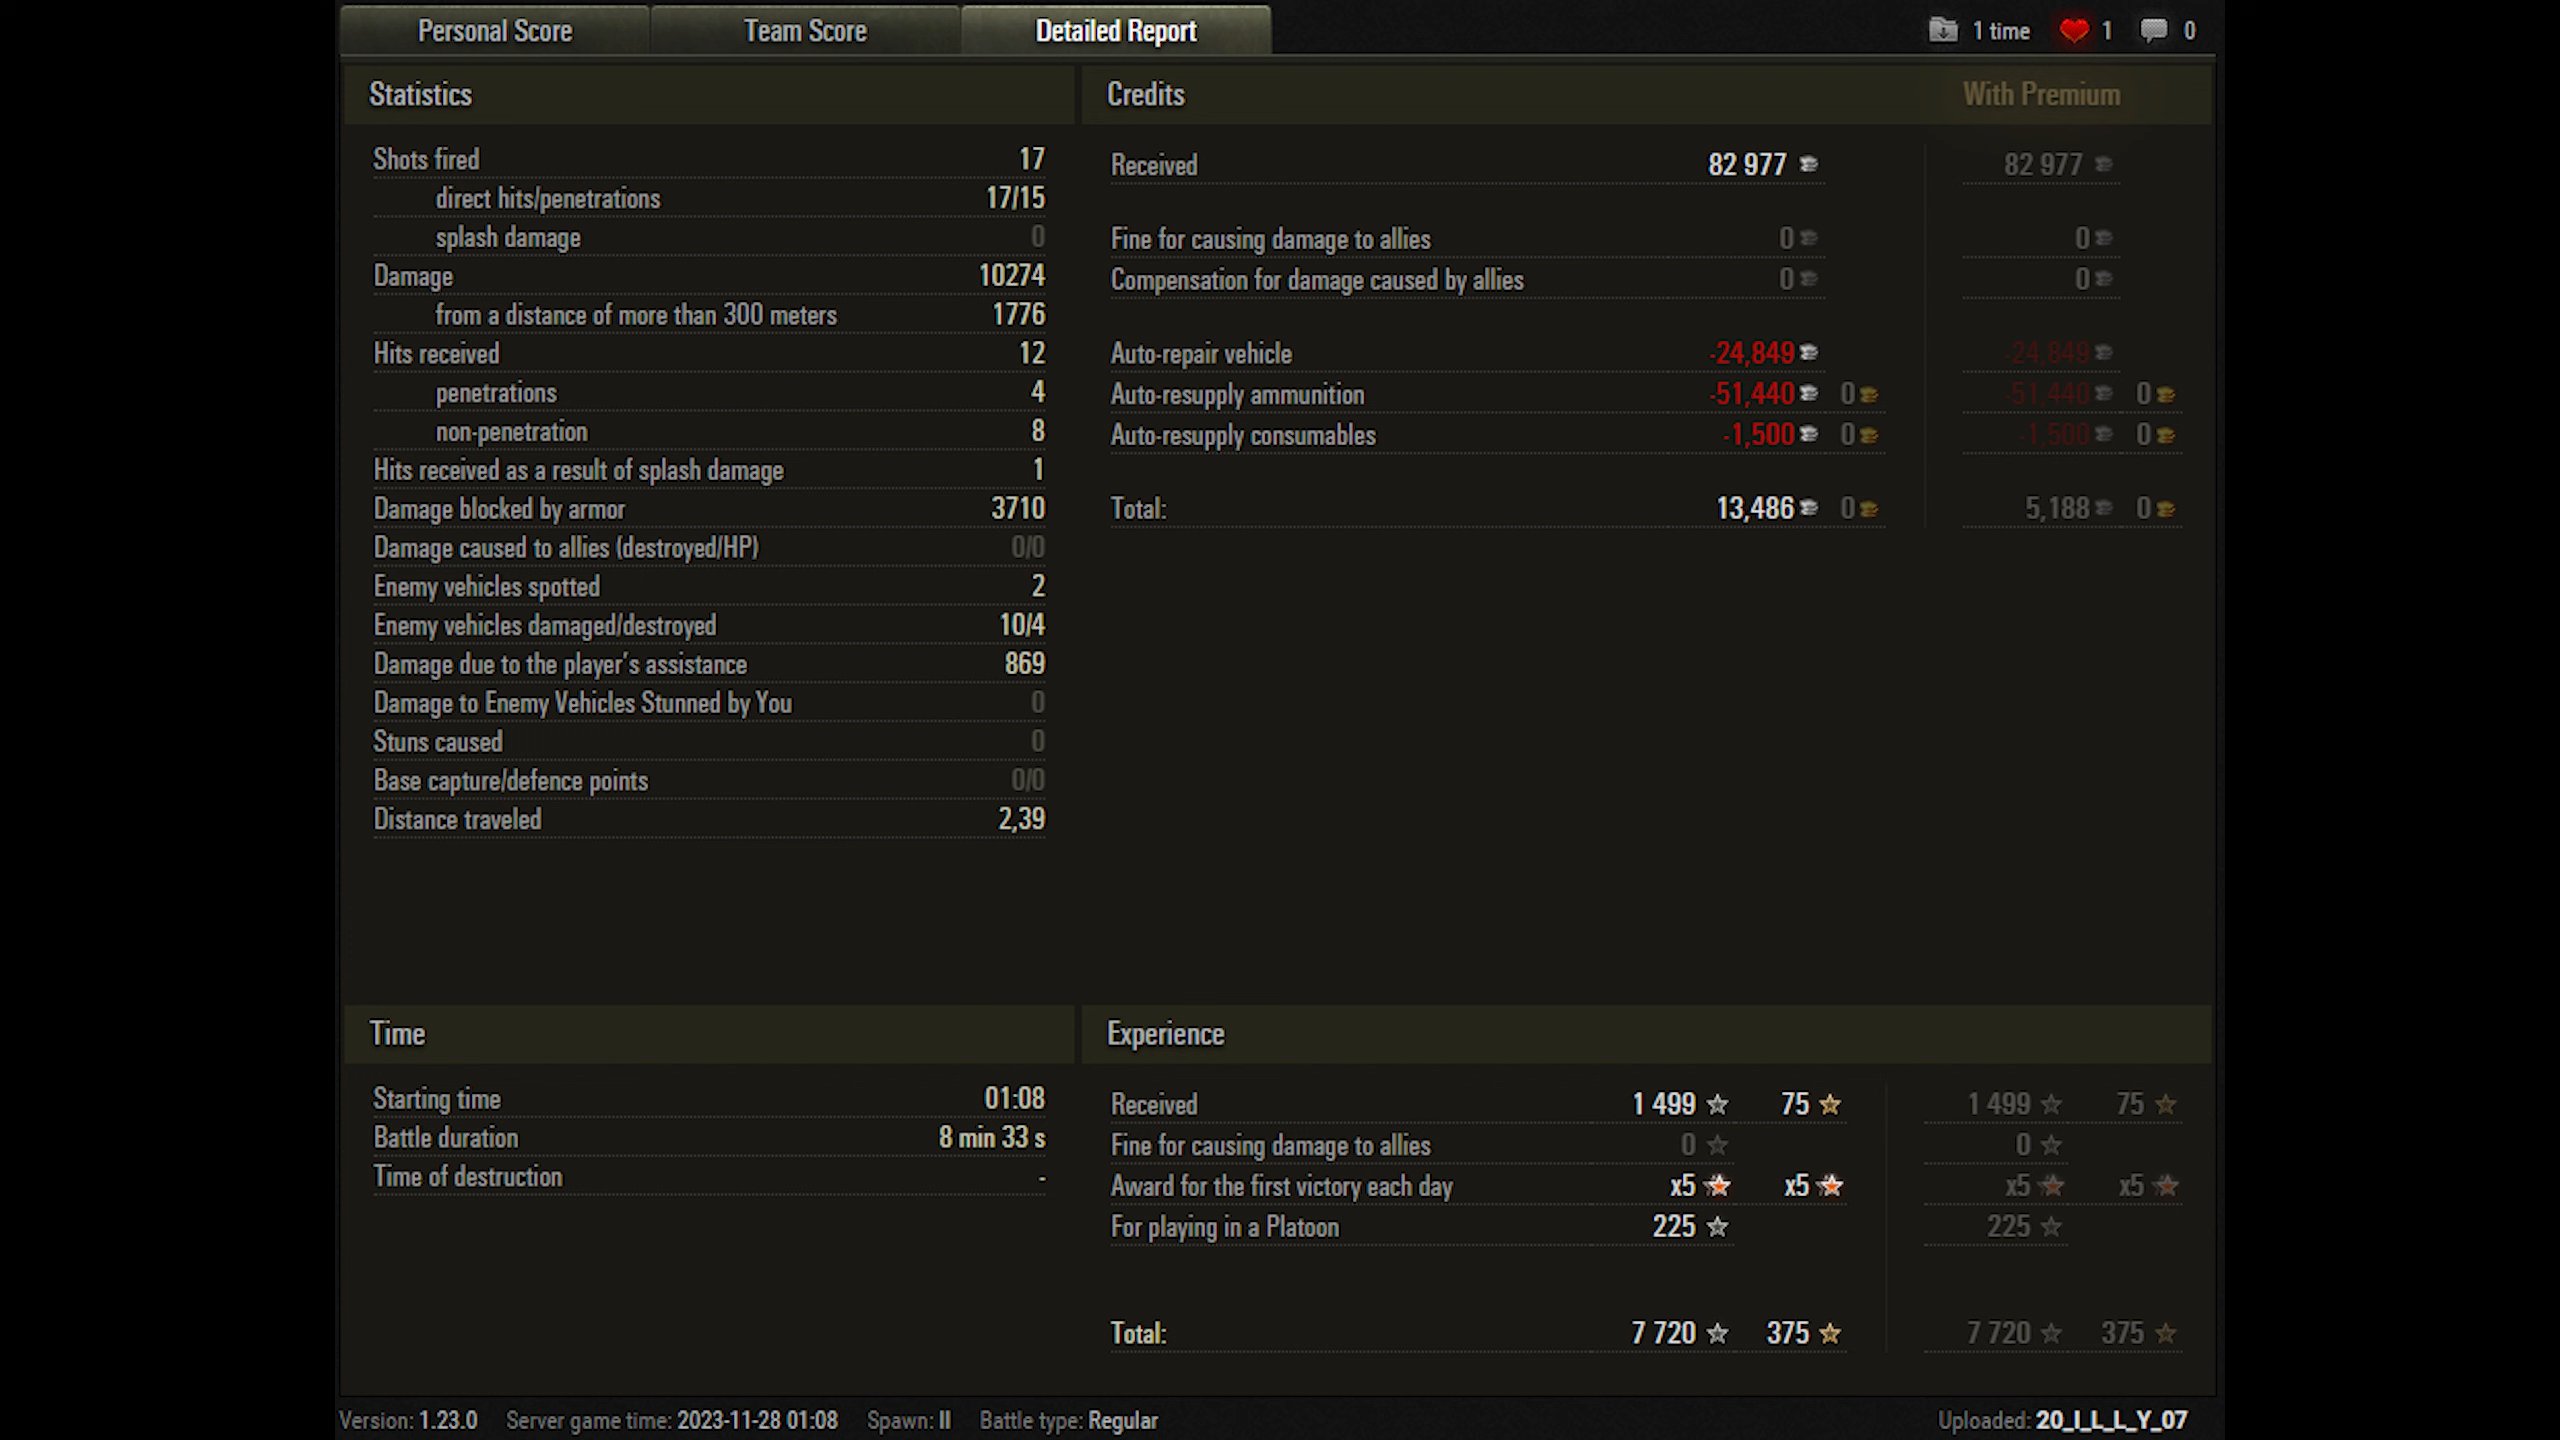 Personal Score Team Score Detailed Report 1 time 1 0
Statistics
Shots fired 17
direct hits/penetrations 17/15
splash damage 0
Damage 10274
from a distance of more than 300 meters 1776
Hits received 12
penetrations 4
non-penetration 8
Hits received as a result of splash damage 1
Damage blocked by armor 3710
Damage caused to allies (destroyed/HP) 0/0
Enemy vehicles spotted 2
Enemy vehicles damaged/destroyed 10/4
Damage due to the player's assistance 869
Damage to Enemy Vehicles Stunned by You 0
Stuns caused 0
Base capture/defence points 0/0
Distance traveled 2,39
Credits With Premium
Received 82 977 82 977
Fine for causing damage to allies 0 0
Compensation for damage caused by allies 0 0
Auto-repair vehicle -24,849 -24,849
Auto-resupply ammunition -51,440 0 -51,440 0
Auto-resupply consumables -1,500 0 -1,500 0
Total: 13,486 0 5,188 0
Time
Starting time 01:08
Battle duration 8 min 33 s
Time of destruction -
Experience
Received 1 499 75 1 499 75
Fine for causing damage to allies 0 0
Award for the first victory each day x5 x5 x5 x5
For playing in a Platoon 225 225
Total: 7 720 375 7 720 375
Version: 1.23.0 Server game time: 2023-11-28 01:08 Spawn: II Battle type: Regular Uploaded: 20_I_L_L_Y_07